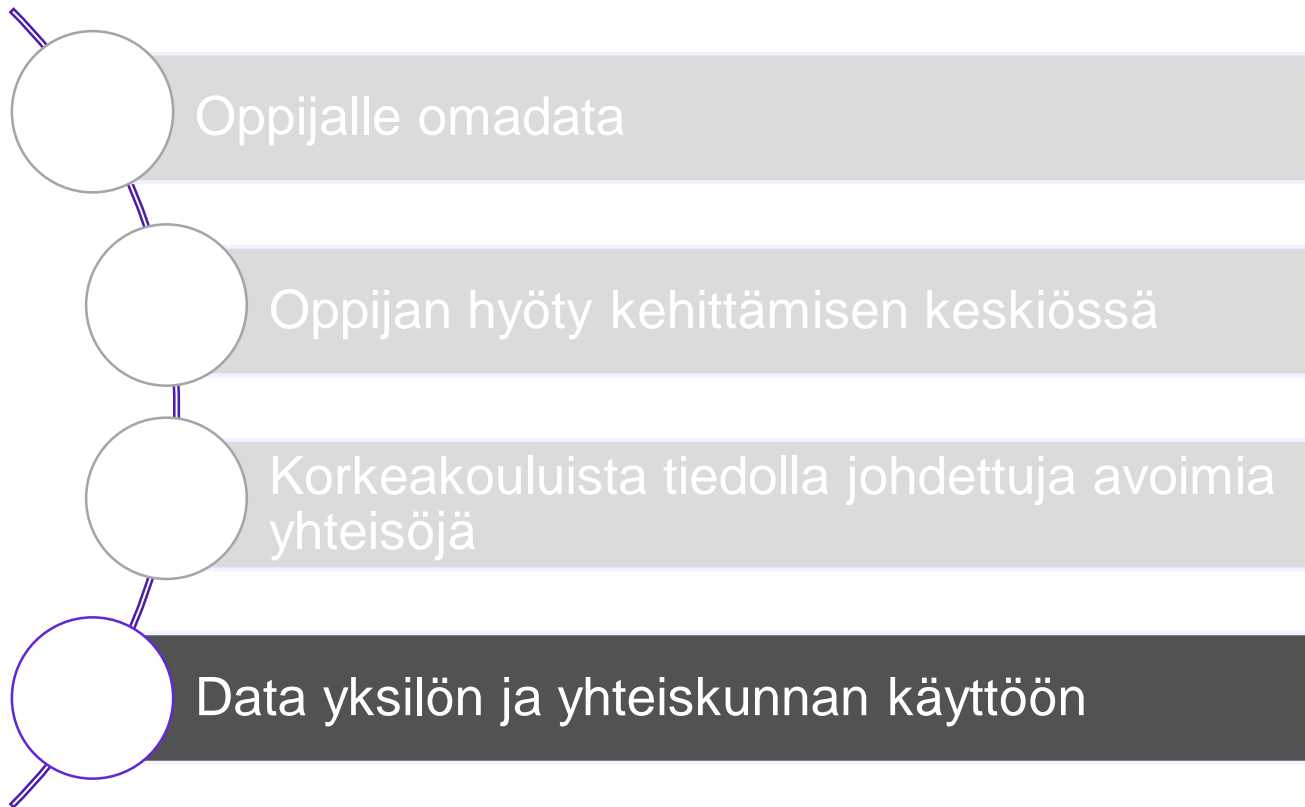 Oppijalle omadata
Oppijan hyöty kehittämisen keskiössä
Korkeakouluista tiedolla johdettuja avoimia
yhteisöjä
Data yksilön ja yhteiskunnan käyttöön